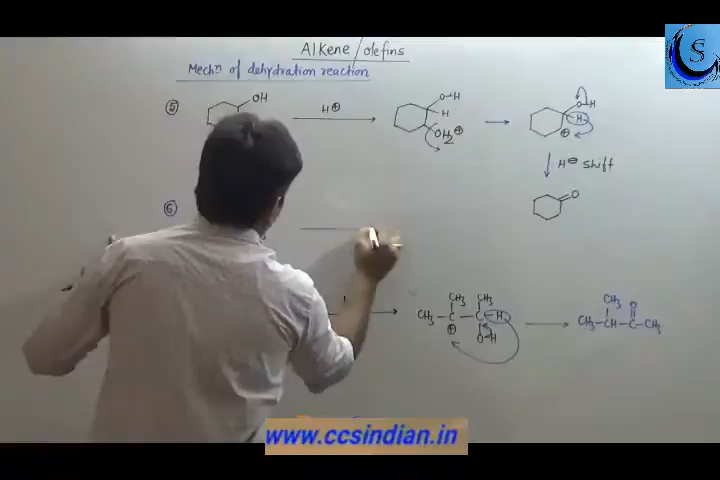 Alkene/olefins
Mechⁿ of dehydration reaction
⑤ OH H⊕ O-H H OH₂⊕ O-H H ⊕
H⊖ shift
O
⑥
CH₃ CH₃
CH₃-C-C-H
⊕ O-H
CH₃ O
CH₃-CH-C-CH₃
S
www.ccsindian.in